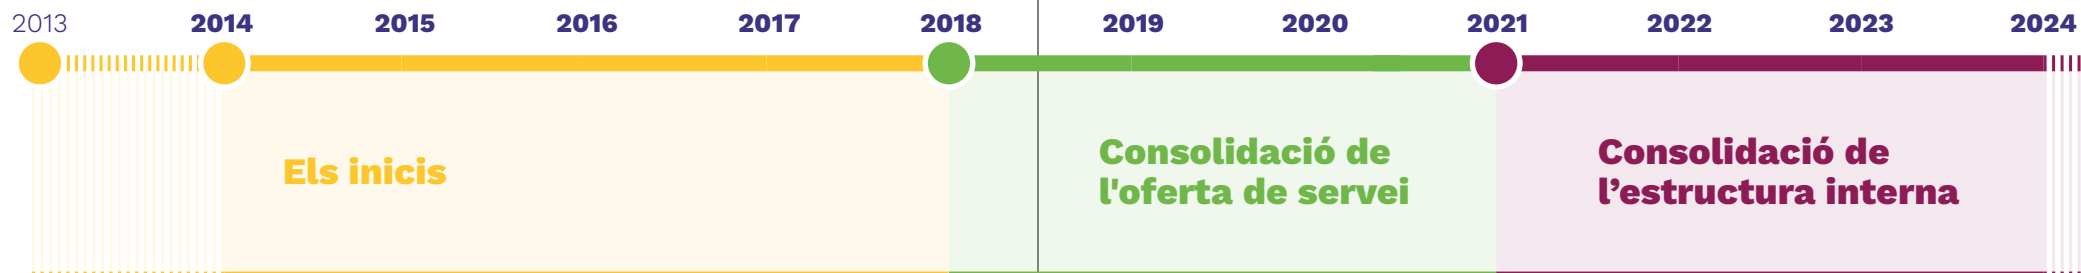 2013 2014 2015 2016 2017 2018 2019 2020 2021 2022 2023 2024
Els inicis
Consolidació de
l'oferta de servei
Consolidació de
l’estructura interna